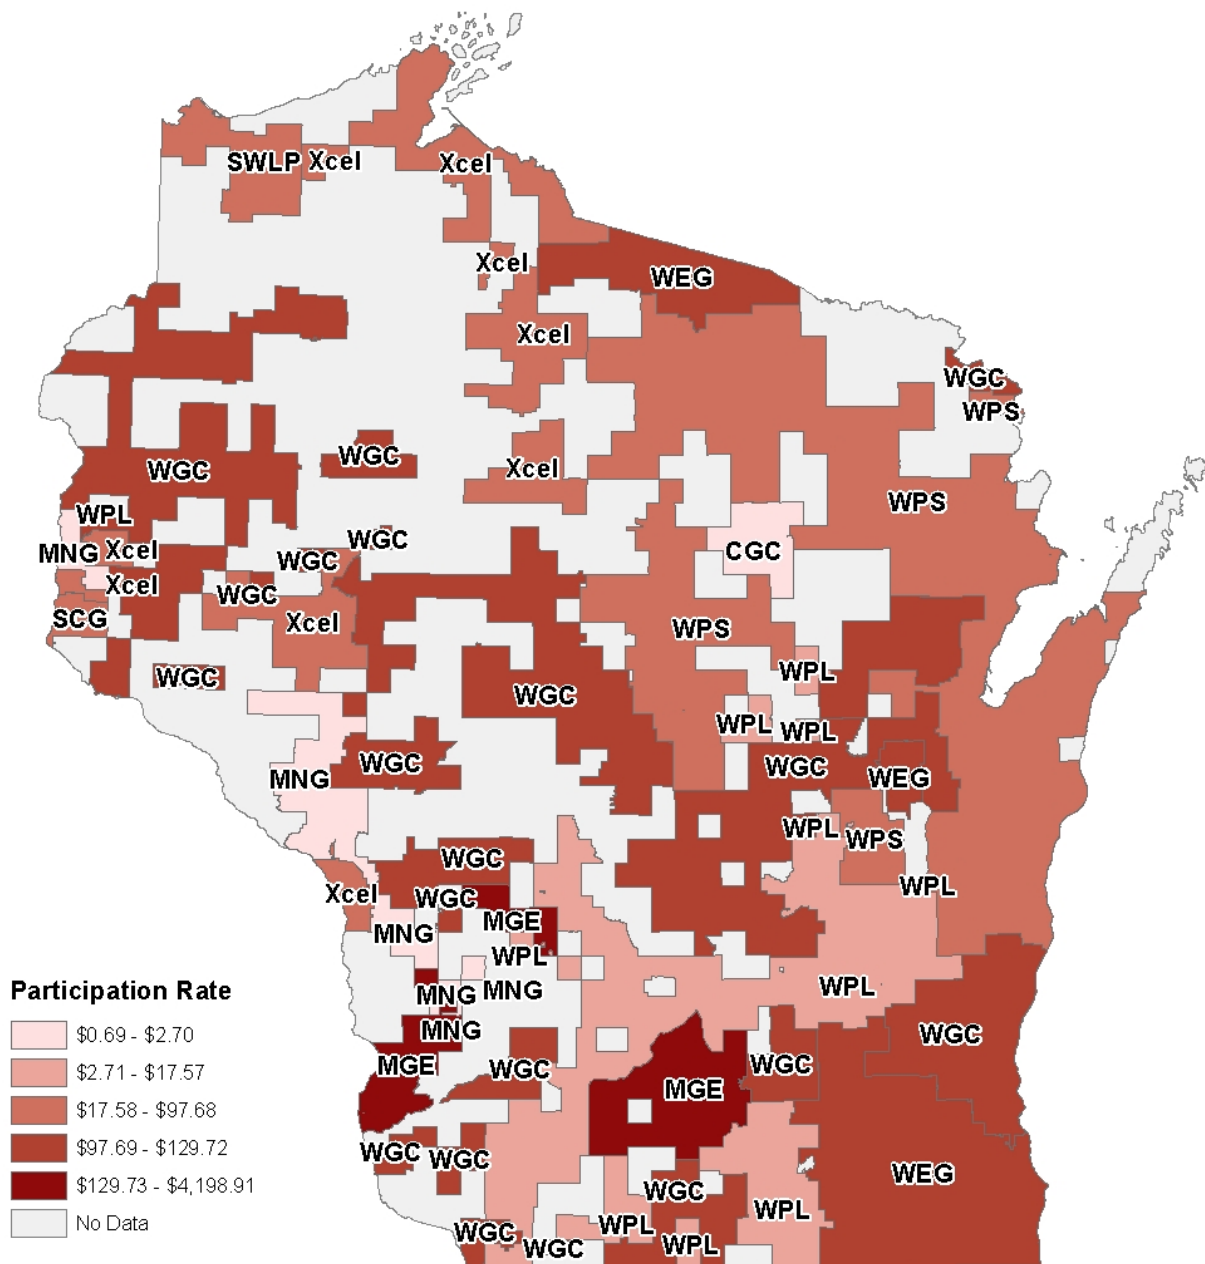 SWLP Xcel Xcel
Xcel
WEG
Xcel
WGC
WPS
WGC
WGC
Xcel
WPS
WPL
MNG Xcel
WGC
WGC
CGC
Xcel
WGC
SCG
Xcel
WPS
WGC
WPL
WGC
WPL
WPL
MNG
WGC
WGC
WEG
WPL
WPS
WGC
Xcel
WGC
WPL
MGE
MNG
WPL
MNG
MNG
WPL
MNG
WGC
MGE
WGC
WGC
MGE
WGC
WGC
WEG
WGC
WPL
WPL
WGC
WGC
WPL
Participation Rate
$0.69 - $2.70
$2.71 - $17.57
$17.58 - $97.68
$97.69 - $129.72
$129.73 - $4,198.91
No Data